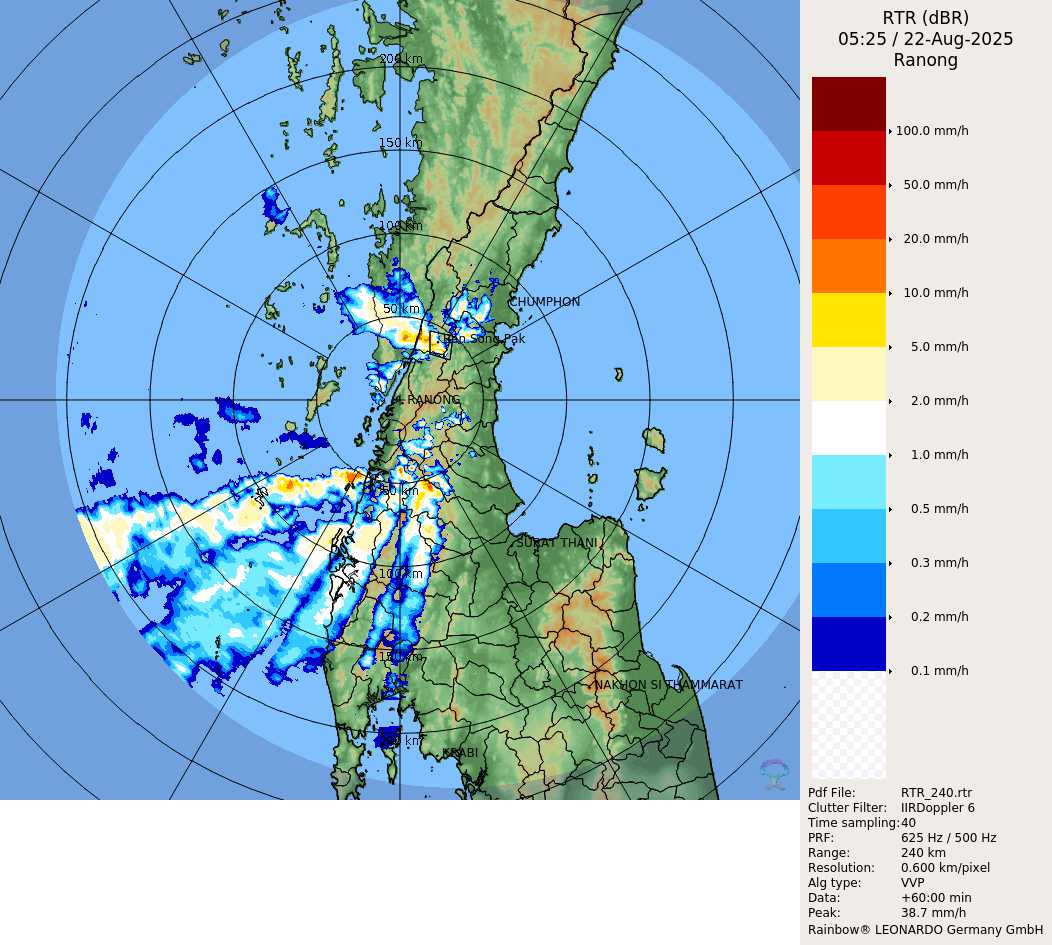 RTR (dBR)
05:25 / 22-Aug-2025
Ranong
100.0 mm/h
50.0 mm/h
20.0 mm/h
10.0 mm/h
5.0 mm/h
2.0 mm/h
1.0 mm/h
0.5 mm/h
0.3 mm/h
0.2 mm/h
0.1 mm/h
Pdf File: RTR_240.rtr
Clutter Filter: IIRDoppler 6
Time sampling: 40
PRF: 625 Hz / 500 Hz
Range: 240 km
Resolution: 0.600 km/pixel
Alg type: VVP
Data: +60:00 min
Peak: 38.7 mm/h
Rainbow® LEONARDO Germany GmbH
200 km
150 km
100 km
CHUMPHON
50 km
Ban Song Pak
RANONG
50 km
SURAT THANI
100 km
150 km
NAKHON SI THAMMARAT
km
KRABI